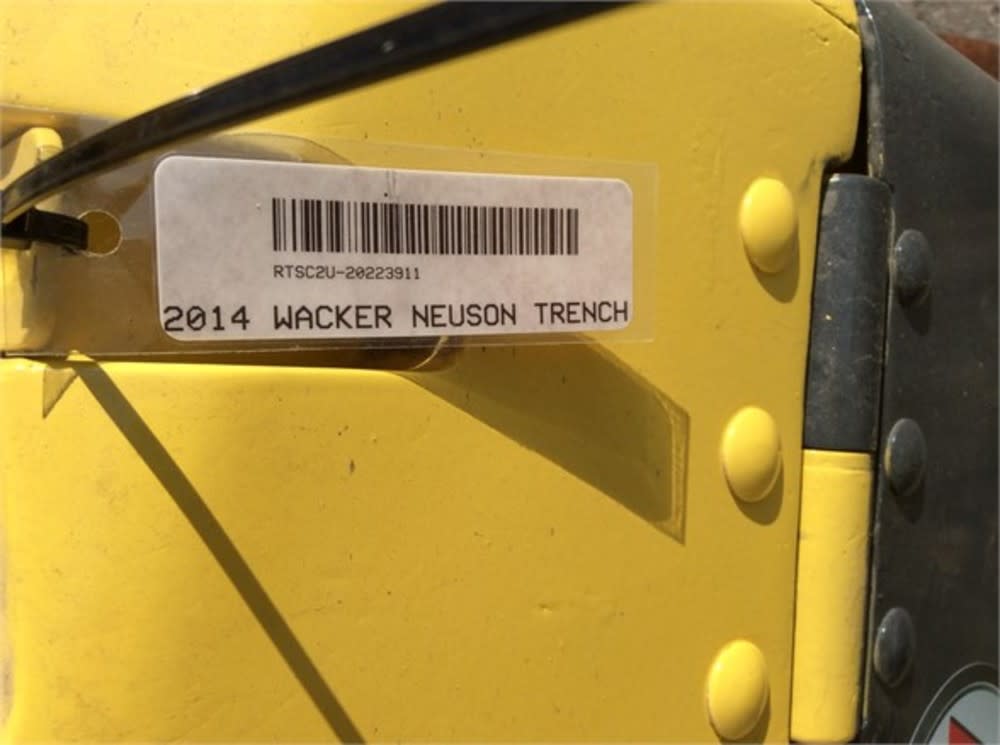 RTSC2U-20223911
2014 WACKER NEUSON TRENCH